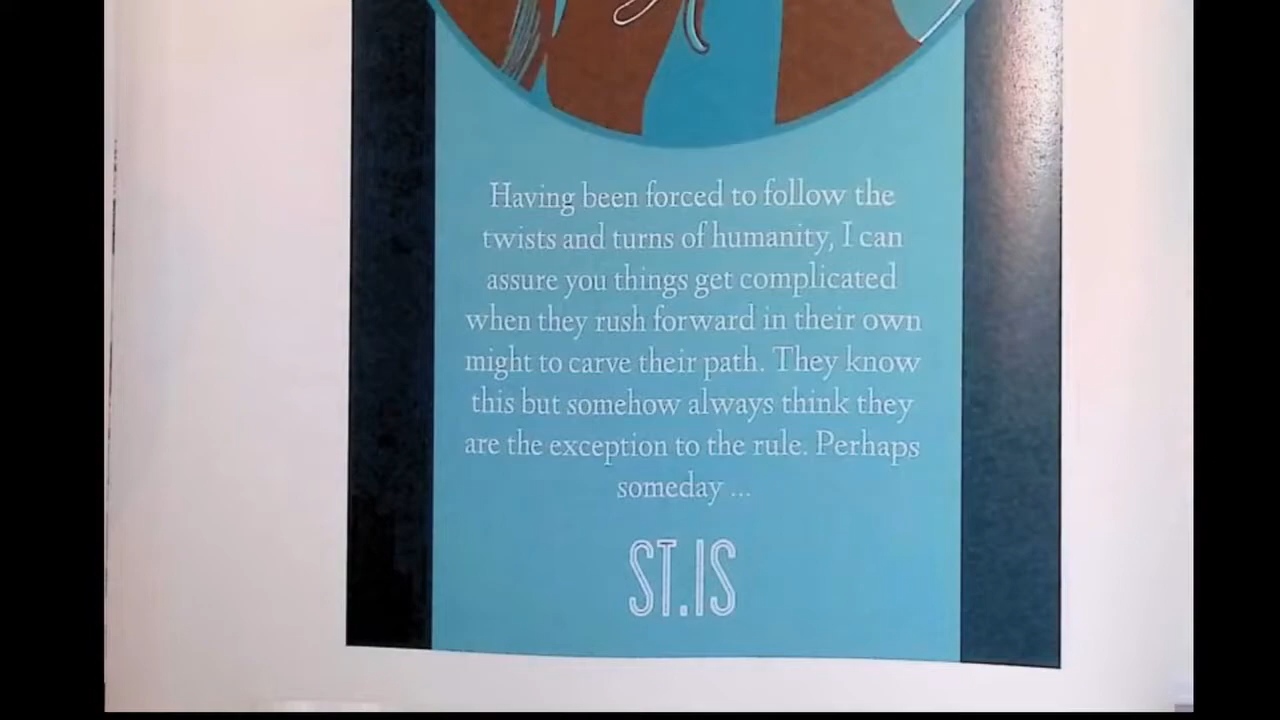 Having been forced to follow the
twists and turns of humanity, I can
assure you things get complicated
when they rush forward in their own
might to carve their path. They know
this but somehow always think they
are the exception to the rule. Perhaps
someday ...
ST.IS